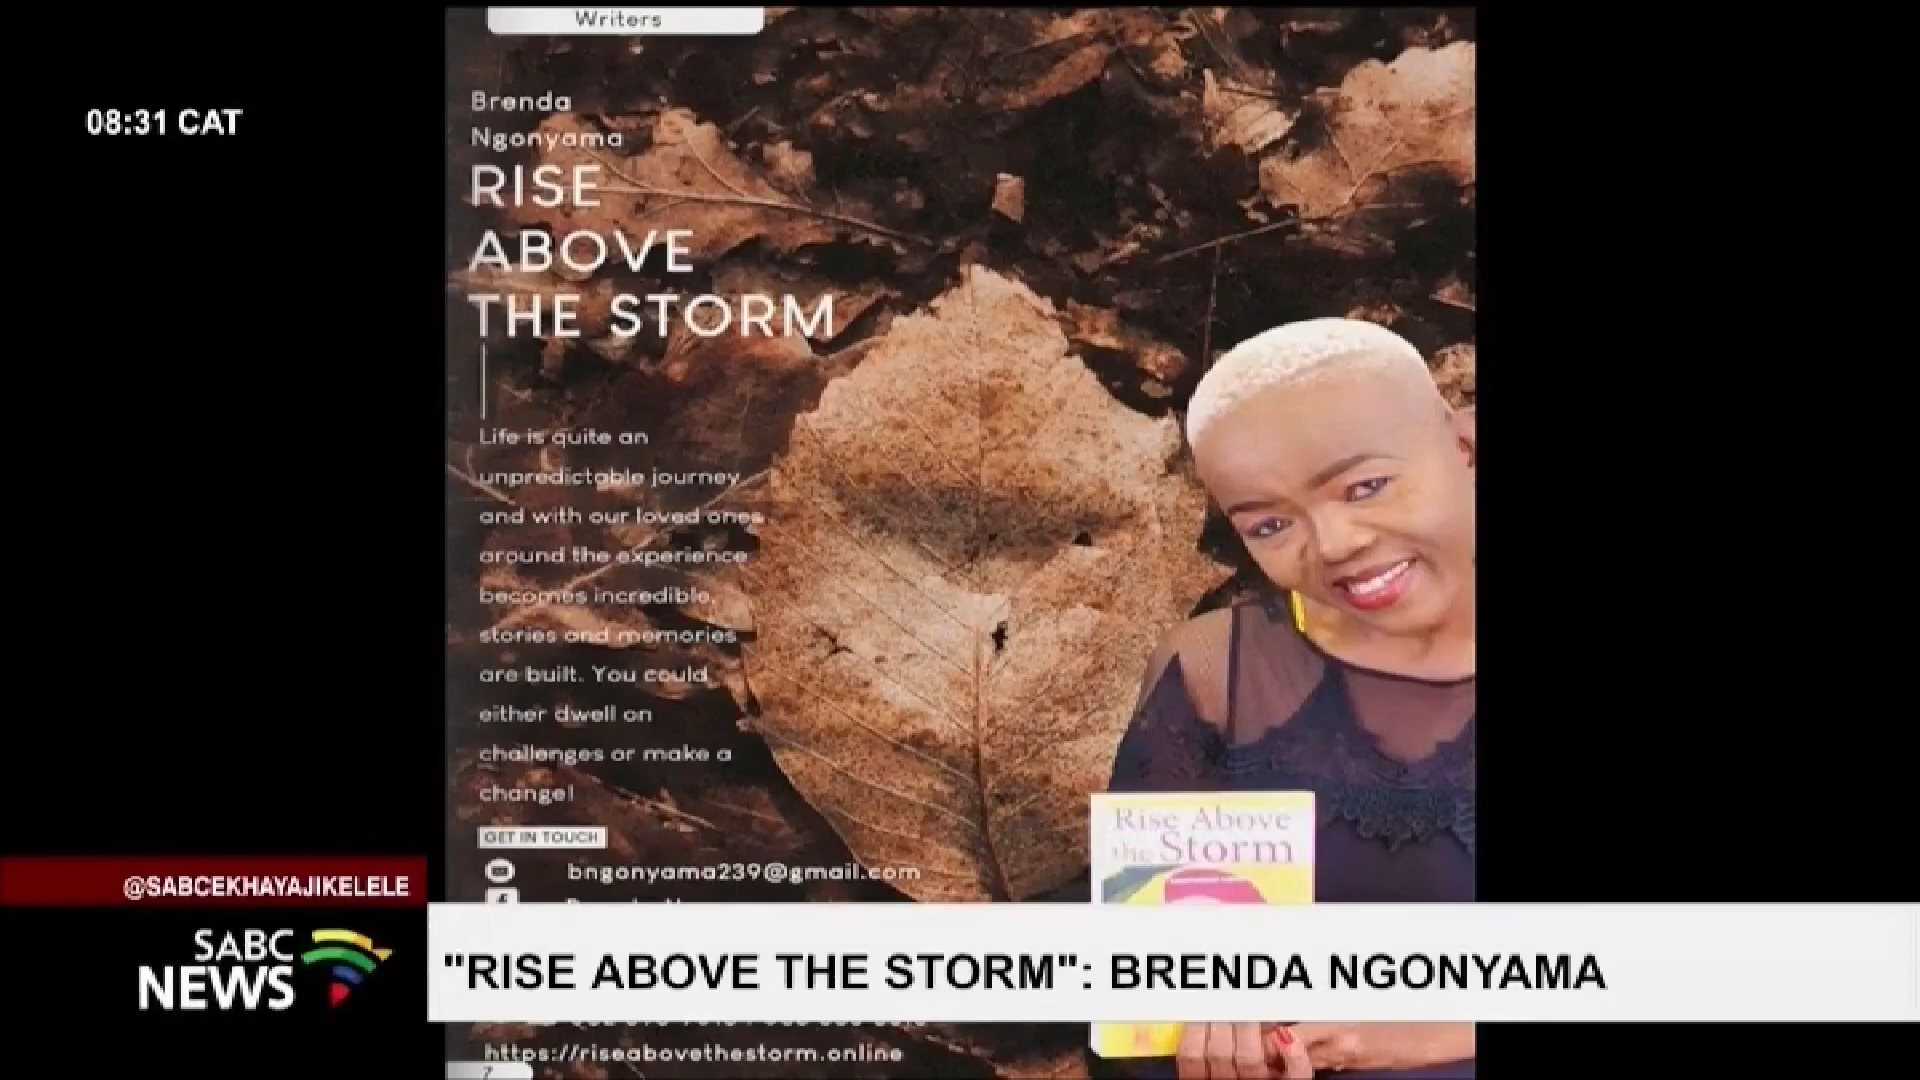 Writers
08:31 CAT
Brenda
Ngonyama
RISE
ABOVE
THE STORM
Life is quite an
unpredictable journey
and with our loved ones
around the experience
becomes incredible,
stories and memories
are built. You could
either dwell on
challenges or make a
change!
GET IN TOUCH
bngonyama239@gmail.com
Rise Above
the Storm
@SABCEKHAYAJIKELELE
SABC
NEWS
"RISE ABOVE THE STORM": BRENDA NGONYAMA
https://riseabovethestorm.online
7